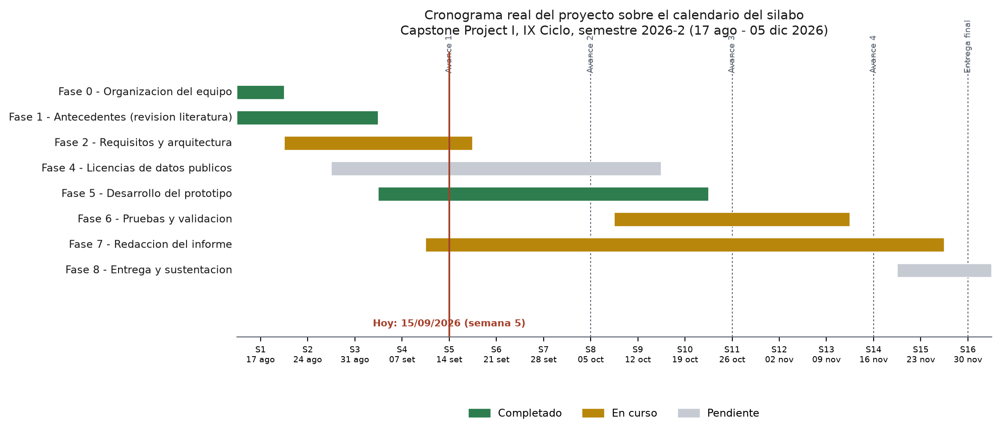 Cronograma real del proyecto sobre el calendario del silabo
Capstone Project I, IX Ciclo, semestre 2026-2 (17 ago - 05 dic 2026)
Avance 1
Avance 2
Avance 3
Avance 4
Entrega final
Fase 0 - Organizacion del equipo
Fase 1 - Antecedentes (revision literatura)
Fase 2 - Requisitos y arquitectura
Fase 4 - Licencias de datos publicos
Fase 5 - Desarrollo del prototipo
Fase 6 - Pruebas y validacion
Fase 7 - Redaccion del informe
Fase 8 - Entrega y sustentacion
Hoy: 15/09/2026 (semana 5)
S1 S2 S3 S4 S5 S6 S7 S8 S9 S10 S11 S12 S13 S14 S15 S16
17 ago 24 ago 31 ago 07 set 14 set 21 set 28 set 05 oct 12 oct 19 oct 26 oct 02 nov 09 nov 16 nov 23 nov 30 nov
Completado En curso Pendiente